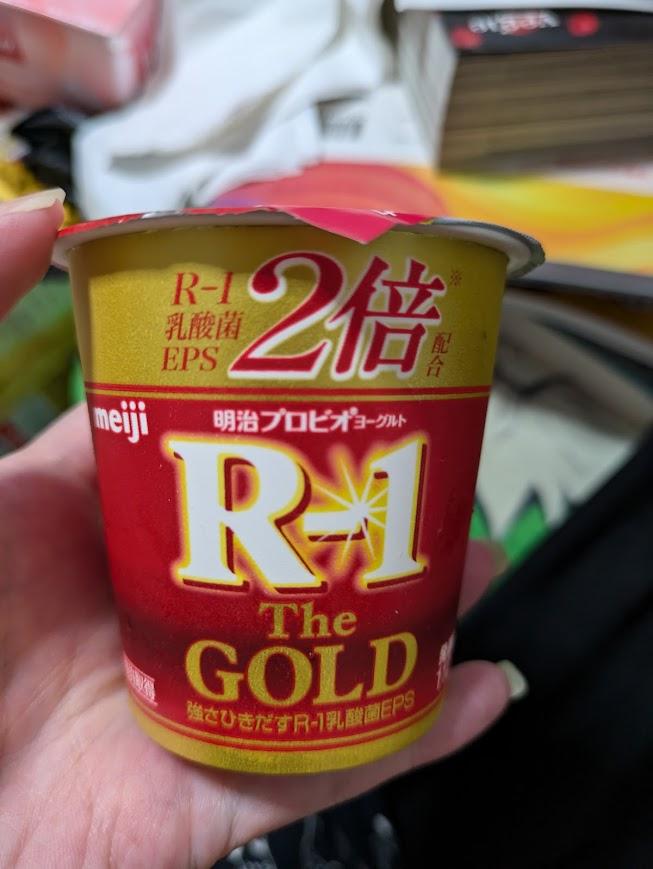 R-1
乳酸菌
EPS
2倍※
配合
meiji
明治プロビオヨーグルト
R-1
The
GOLD
強さひきだすR-1乳酸菌EPS